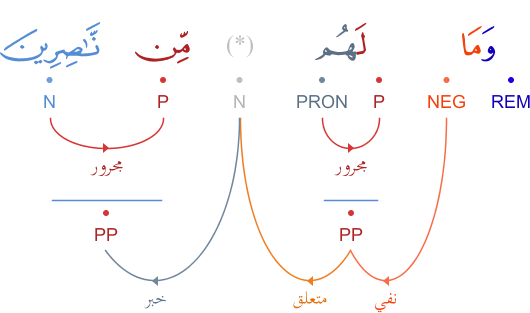 وَمَا لَهُم (*) مِّن نَّـٰصِرِينَ
REM NEG P PRON N P N
مجرور مجرور
PP PP
نفي متعلق خبر